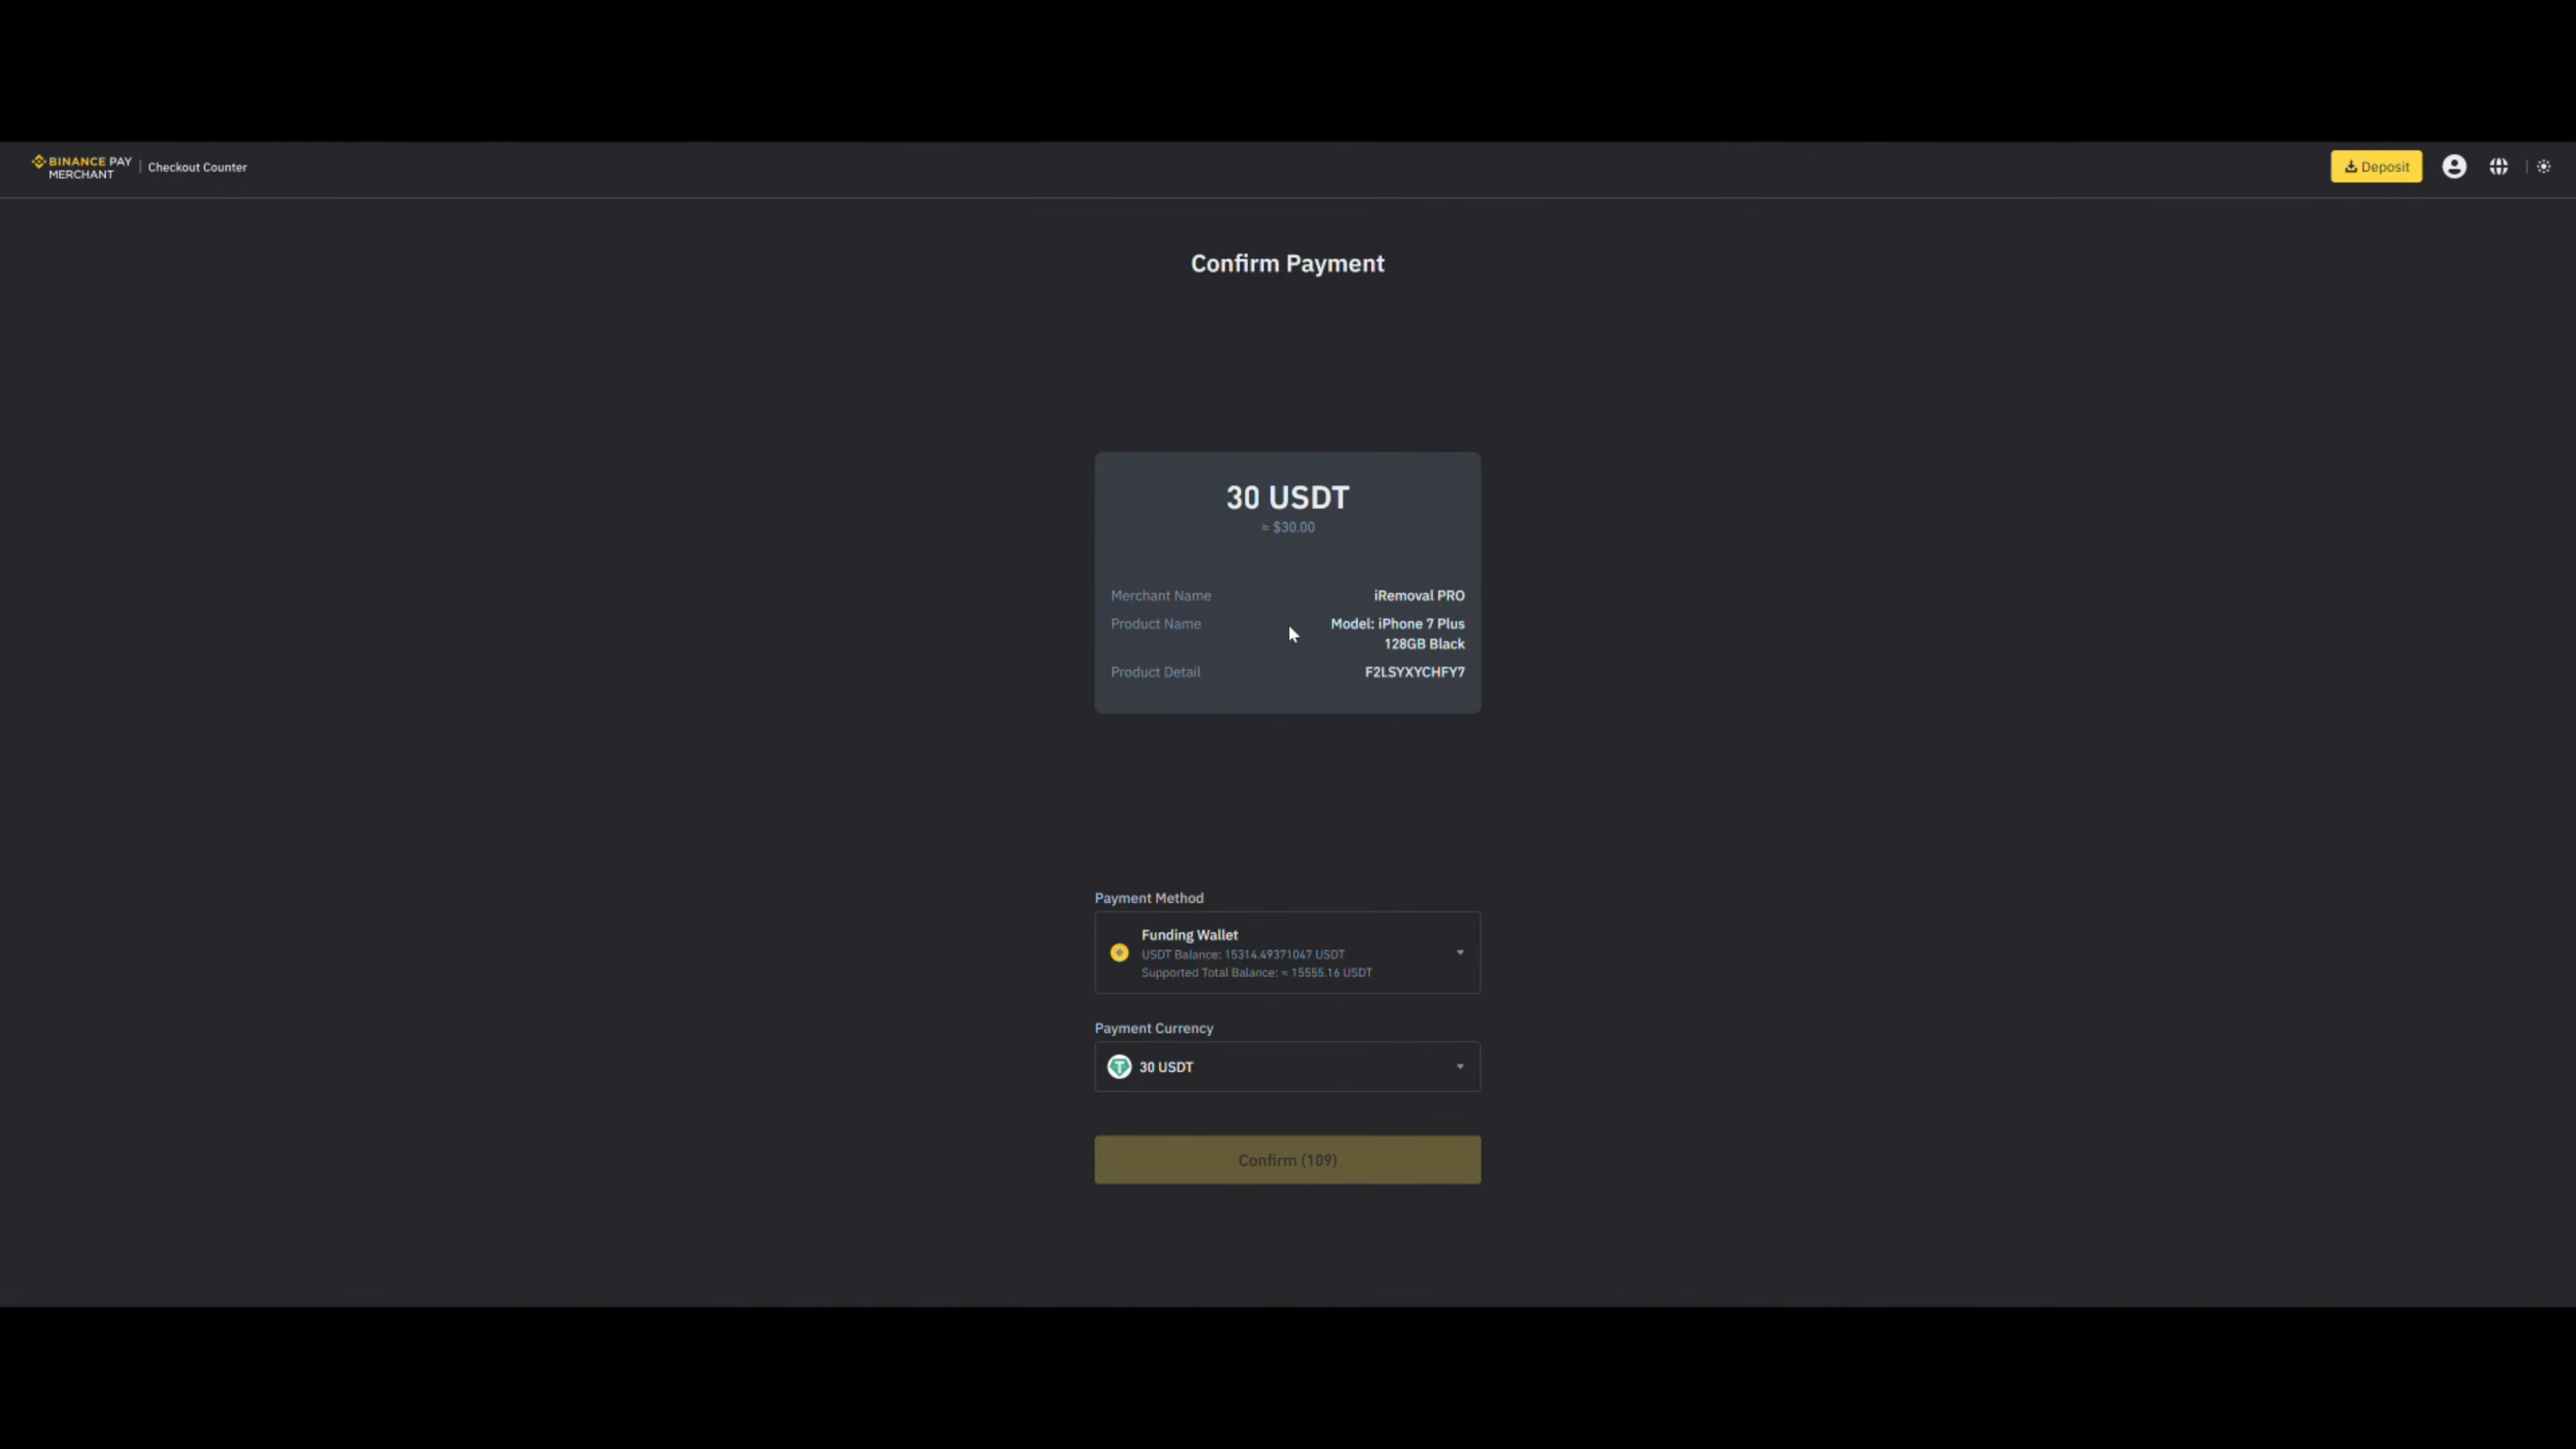 BINANCE PAY
MERCHANT
Checkout Counter
Deposit
Confirm Payment
30 USDT
≈ $30.00
Merchant Name iRemoval PRO
Product Name Model: iPhone 7 Plus
128GB Black
Product Detail F2LSYXYCHFY7
Payment Method
Funding Wallet
USDT Balance: 15314.49371047 USDT
Supported Total Balance: ≈ 15555.16 USDT
Payment Currency
30 USDT
Confirm (109)